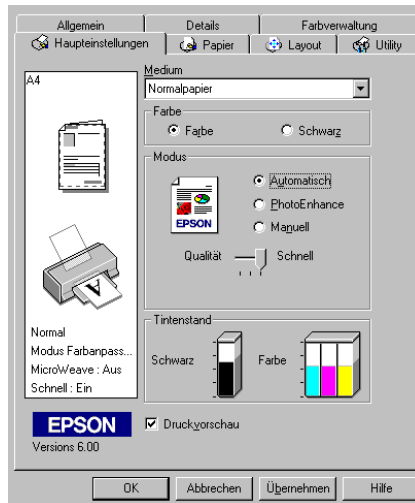 Allgemein Details Farbverwaltung
Haupteinstellungen Papier Layout Utility
A4
Medium
Normalpapier
Farbe
Farbe Schwarz
Modus
EPSON
Automatisch
PhotoEnhance
Manuell
Qualität Schnell
Tintenstand
Schwarz Farbe
Normal
Modus Farbanpass...
MicroWeave : Aus
Schnell : Ein
EPSON
Druckvorschau
Versions 6.00
OK Abbrechen Übernehmen Hilfe